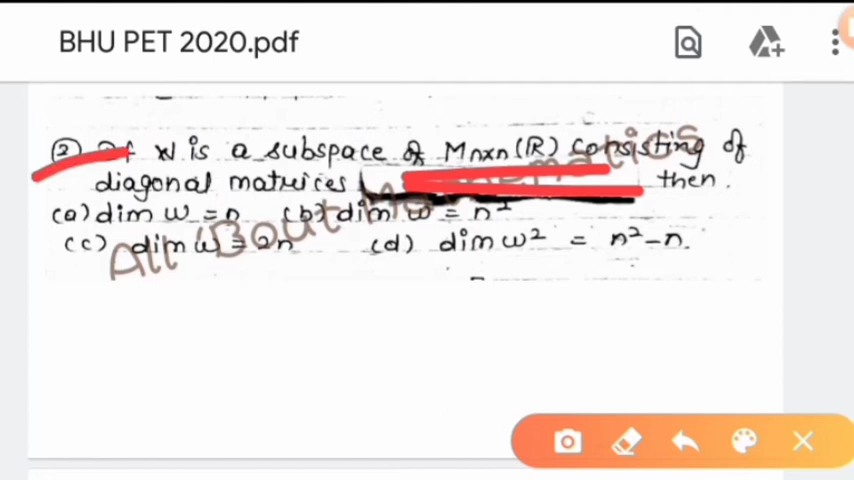 BHU PET 2020.pdf
② If W is a subspace of Mnxn (R) consisting of
diagonal matrices then.
(a) dim W = n (b) dim W = n²
(c) dim W = 2n (d) dim W² = n²-n.
All 'Bout Mathematics